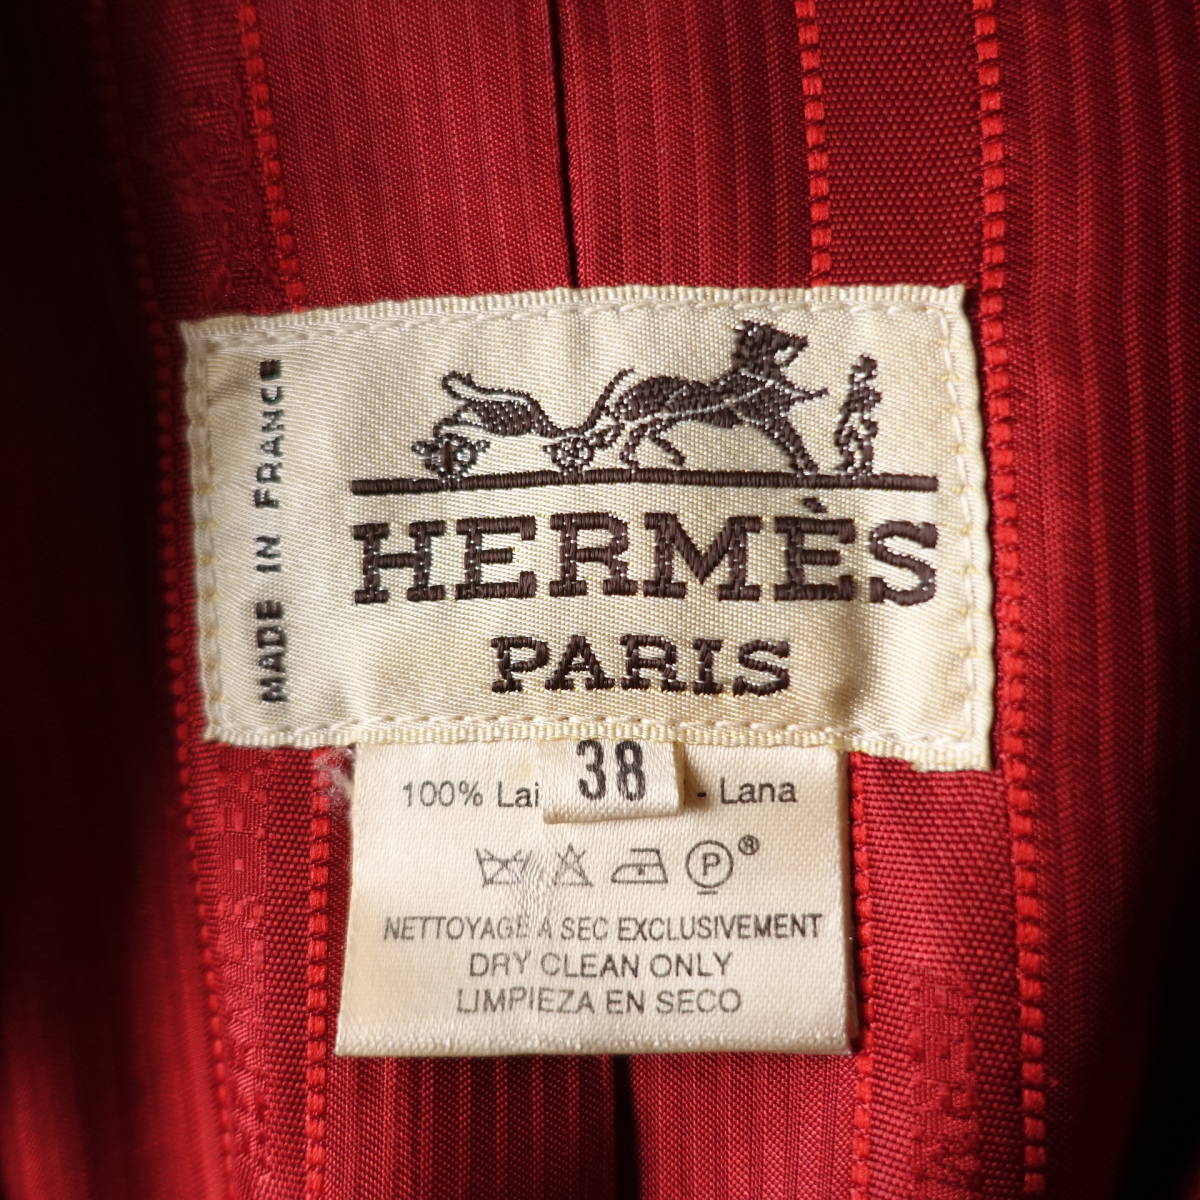 MADE IN FRANCE
HERMÈS
PARIS
38
100% Lai - Lana
P ®
NETTOYAGE A SEC EXCLUSIVEMENT
DRY CLEAN ONLY
LIMPIEZA EN SECO